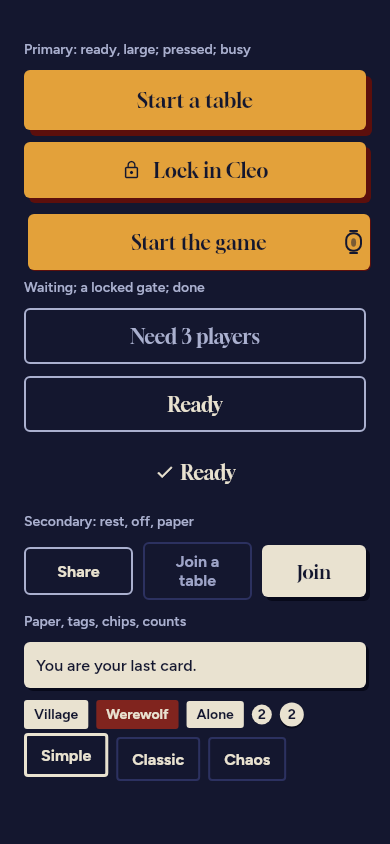 Primary: ready, large; pressed; busy
Start a table
Lock in Cleo
Start the game
Waiting; a locked gate; done
Need 3 players
Ready
Ready
Secondary: rest, off, paper
Share
Join a
table
Join
Paper, tags, chips, counts
You are your last card.
Village Werewolf Alone 2 2
Simple Classic Chaos